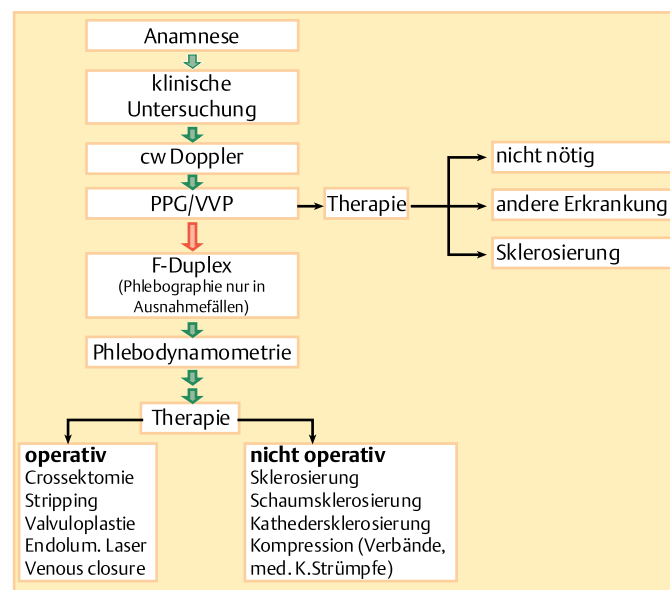 Anamnese
klinische
Untersuchung
cw Doppler
PPG/VVP
Therapie
nicht nötig
andere Erkrankung
Sklerosierung
F-Duplex
(Phlebographie nur in
Ausnahmefällen)
Phlebodynamometrie
Therapie
operativ
Crossektomie
Stripping
Valvuloplastie
Endolum. Laser
Venous closure
nicht operativ
Sklerosierung
Schaumsklerosierung
Kathedersklerosierung
Kompression (Verbände,
med. K.Strümpfe)